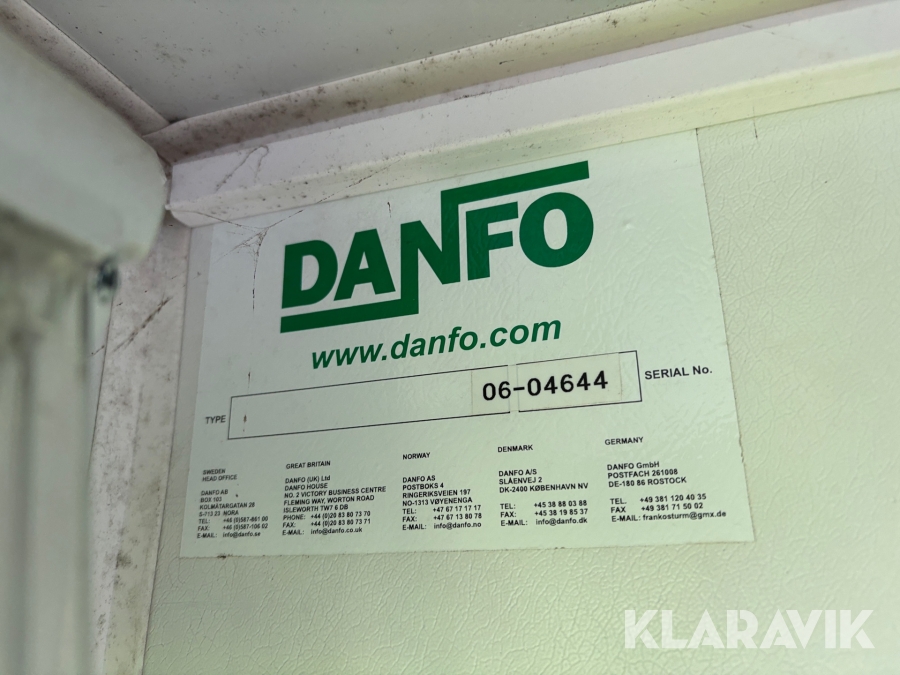 DANFO
www.danfo.com
TYPE
06-04644
SERIAL No.
SWEDEN
HEAD OFFICE
DANFO AB
BOX 103
KOLMÄTARGATAN 28
S-713 23 NORA
TEL: +46 (0)587-861 00
FAX: +46 (0)587-106 02
E-MAIL: info@danfo.se
GREAT BRITAIN
DANFO (UK) Ltd
DANFO HOUSE
NO. 2 VICTORY BUSINESS CENTRE
FLEMING WAY, WORTON ROAD
ISLEWORTH TW7 6 DB
PHONE: +44 (0)20 83 80 73 70
FAX: +44 (0)20 83 80 73 71
E-MAIL: info@danfo.co.uk
NORWAY
DANFO AS
POSTBOKS 4
RINGERIKSVEIEN 197
NO-1313 VØYENENGA
TEL: +47 67 17 17 17
FAX: +47 67 13 80 78
E-MAIL: info@danfo.no
DENMARK
DANFO A/S
SLÅENVEJ 2
DK-2400 KØBENHAVN NV
TEL: +45 38 88 03 88
FAX: +45 38 19 85 37
E-MAIL: info@danfo.dk
GERMANY
DANFO GmbH
POSTFACH 261008
DE-180 86 ROSTOCK
TEL. +49 381 120 40 35
FAX: +49 381 71 50 02
E-MAIL: frankosturm@gmx.de
KLARAVIK